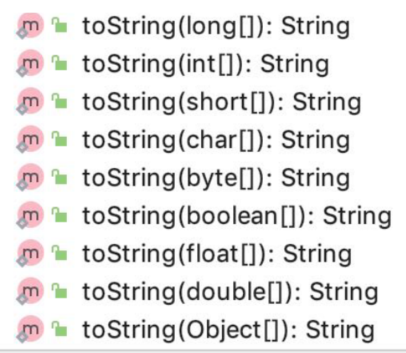 m toString(long[]): String
m toString(int[]): String
m toString(short[]): String
m toString(char[]): String
m toString(byte[]): String
m toString(boolean[]): String
m toString(float[]): String
m toString(double[]): String
m toString(Object[]): String